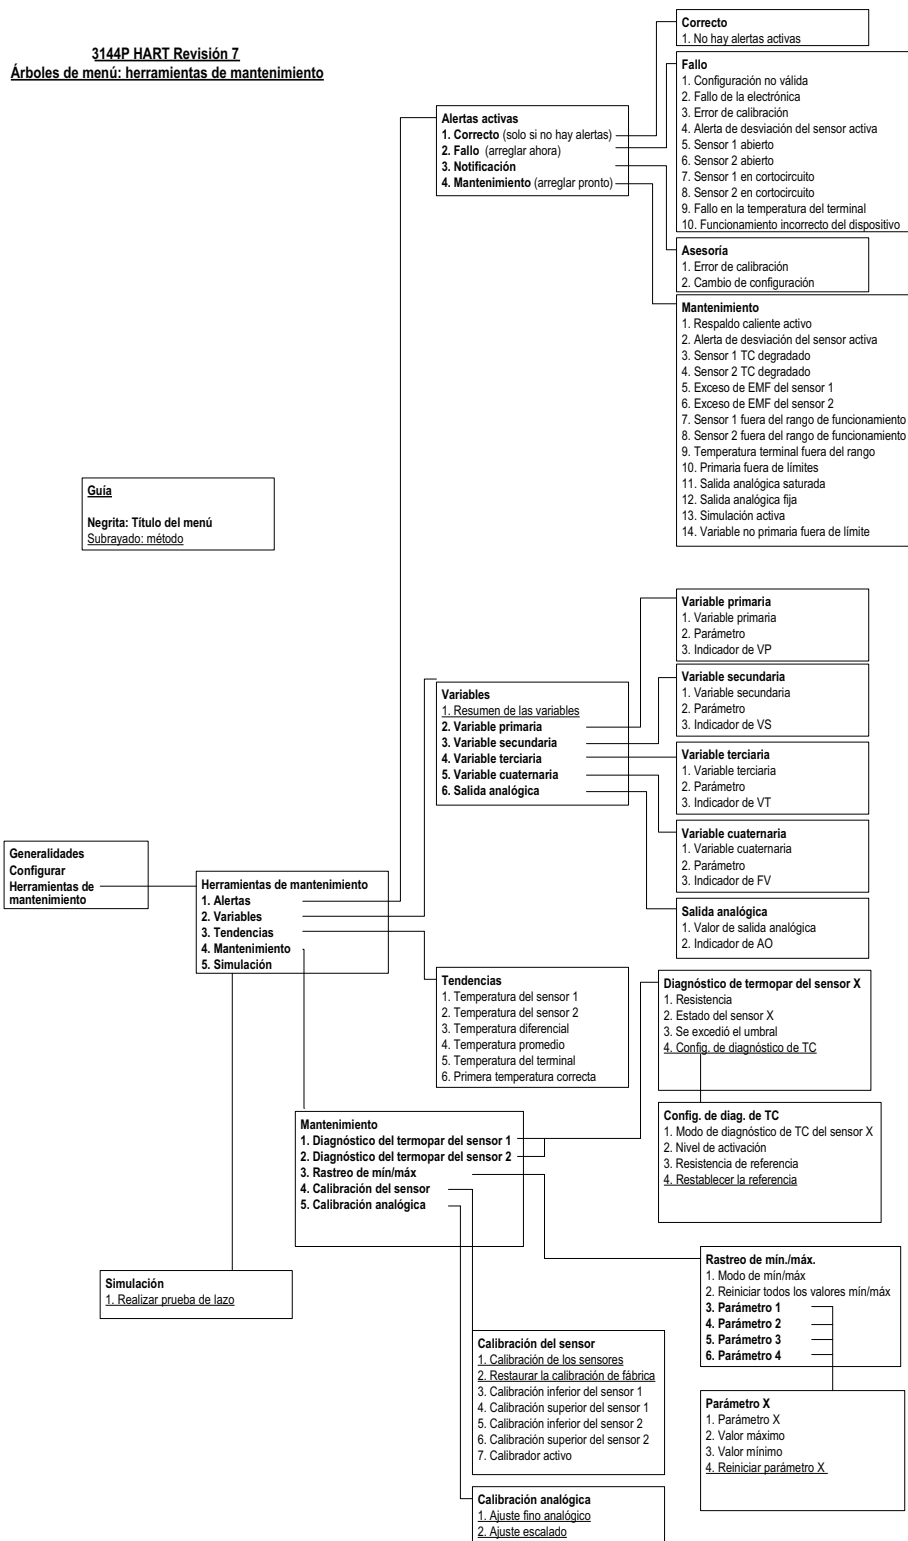 3144P HART Revisión 7
Árboles de menú: herramientas de mantenimiento
Correcto
1. No hay alertas activas
Fallo
1. Configuración no válida
2. Fallo de la electrónica
3. Error de calibración
4. Alerta de desviación del sensor activa
5. Sensor 1 abierto
6. Sensor 2 abierto
7. Sensor 1 en cortocircuito
8. Sensor 2 en cortocircuito
9. Fallo en la temperatura del terminal
10. Funcionamiento incorrecto del dispositivo
Alertas activas
1. Correcto (solo si no hay alertas)
2. Fallo (arreglar ahora)
3. Notificación
4. Mantenimiento (arreglar pronto)
Asesoría
1. Error de calibración
2. Cambio de configuración
Mantenimiento
1. Respaldo caliente activo
2. Alerta de desviación del sensor activa
3. Sensor 1 TC degradado
4. Sensor 2 TC degradado
5. Exceso de EMF del sensor 1
6. Exceso de EMF del sensor 2
7. Sensor 1 fuera del rango de funcionamiento
8. Sensor 2 fuera del rango de funcionamiento
9. Temperatura terminal fuera del rango
10. Primaria fuera de límites
11. Salida analógica saturada
12. Salida analógica fija
13. Simulación activa
14. Variable no primaria fuera de límite
Guía
Negrita: Título del menú
Subrayado: método
Variable primaria
1. Variable primaria
2. Parámetro
3. Indicador de VP
Variable secundaria
1. Variable secundaria
2. Parámetro
3. Indicador de VS
Variables
1. Resumen de las variables
2. Variable primaria
3. Variable secundaria
4. Variable terciaria
5. Variable cuaternaria
6. Salida analógica
Variable terciaria
1. Variable terciaria
2. Parámetro
3. Indicador de VT
Variable cuaternaria
1. Variable cuaternaria
2. Parámetro
3. Indicador de FV
Salida analógica
1. Valor de salida analógica
2. Indicador de AO
Generalidades
Configurar
Herramientas de
mantenimiento
Herramientas de mantenimiento
1. Alertas
2. Variables
3. Tendencias
4. Mantenimiento
5. Simulación
Tendencias
1. Temperatura del sensor 1
2. Temperatura del sensor 2
3. Temperatura diferencial
4. Temperatura promedio
5. Temperatura del terminal
6. Primera temperatura correcta
Diagnóstico de termopar del sensor X
1. Resistencia
2. Estado del sensor X
3. Se excedió el umbral
4. Config. de diagnóstico de TC
Config. de diag. de TC
1. Modo de diagnóstico de TC del sensor X
2. Nivel de activación
3. Resistencia de referencia
4. Restablecer la referencia
Mantenimiento
1. Diagnóstico del termopar del sensor 1
2. Diagnóstico del termopar del sensor 2
3. Rastreo de mín/máx
4. Calibración del sensor
5. Calibración analógica
Simulación
1. Realizar prueba de lazo
Rastreo de mín./máx.
1. Modo de mín/máx
2. Reiniciar todos los valores mín/máx
3. Parámetro 1
4. Parámetro 2
5. Parámetro 3
6. Parámetro 4
Calibración del sensor
1. Calibración de los sensores
2. Restaurar la calibración de fábrica
3. Calibración inferior del sensor 1
4. Calibración superior del sensor 1
5. Calibración inferior del sensor 2
6. Calibración superior del sensor 2
7. Calibrador activo
Parámetro X
1. Parámetro X
2. Valor máximo
3. Valor mínimo
4. Reiniciar parámetro X
Calibración analógica
1. Ajuste fino analógico
2. Ajuste escalado